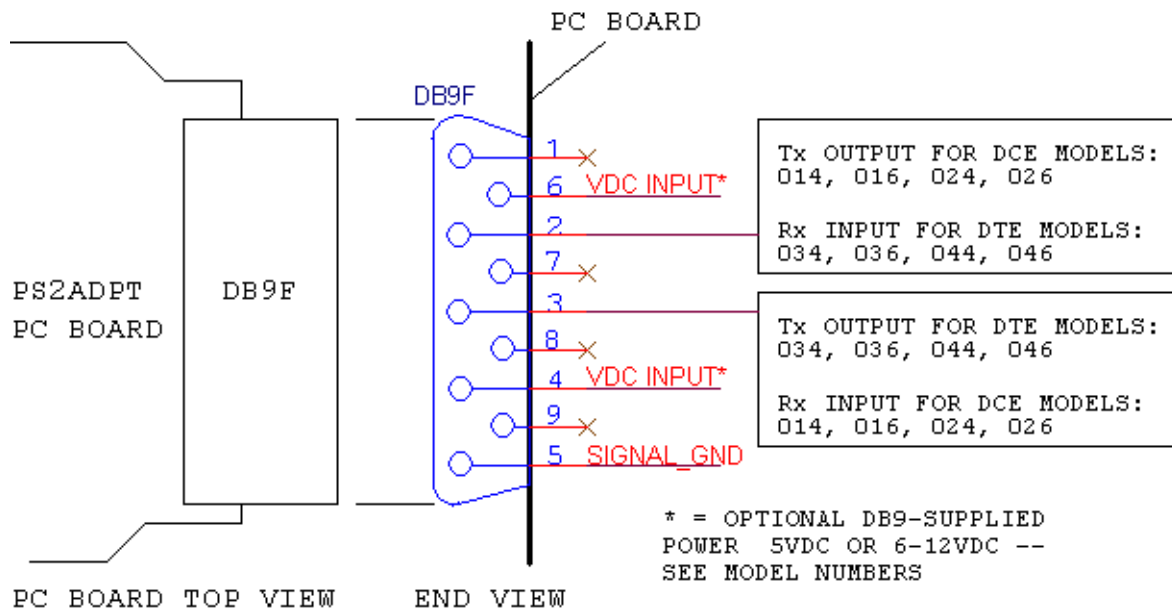 PC BOARD
DB9F
1
6 VDC INPUT*
2
7
3
8
4 VDC INPUT*
9
5 SIGNAL_GND
Tx OUTPUT FOR DCE MODELS:
014, 016, 024, 026
Rx INPUT FOR DTE MODELS:
034, 036, 044, 046
Tx OUTPUT FOR DTE MODELS:
034, 036, 044, 046
Rx INPUT FOR DCE MODELS:
014, 016, 024, 026
PS2ADPT
PC BOARD
DB9F
* = OPTIONAL DB9-SUPPLIED
POWER 5VDC OR 6-12VDC --
SEE MODEL NUMBERS
PC BOARD TOP VIEW
END VIEW